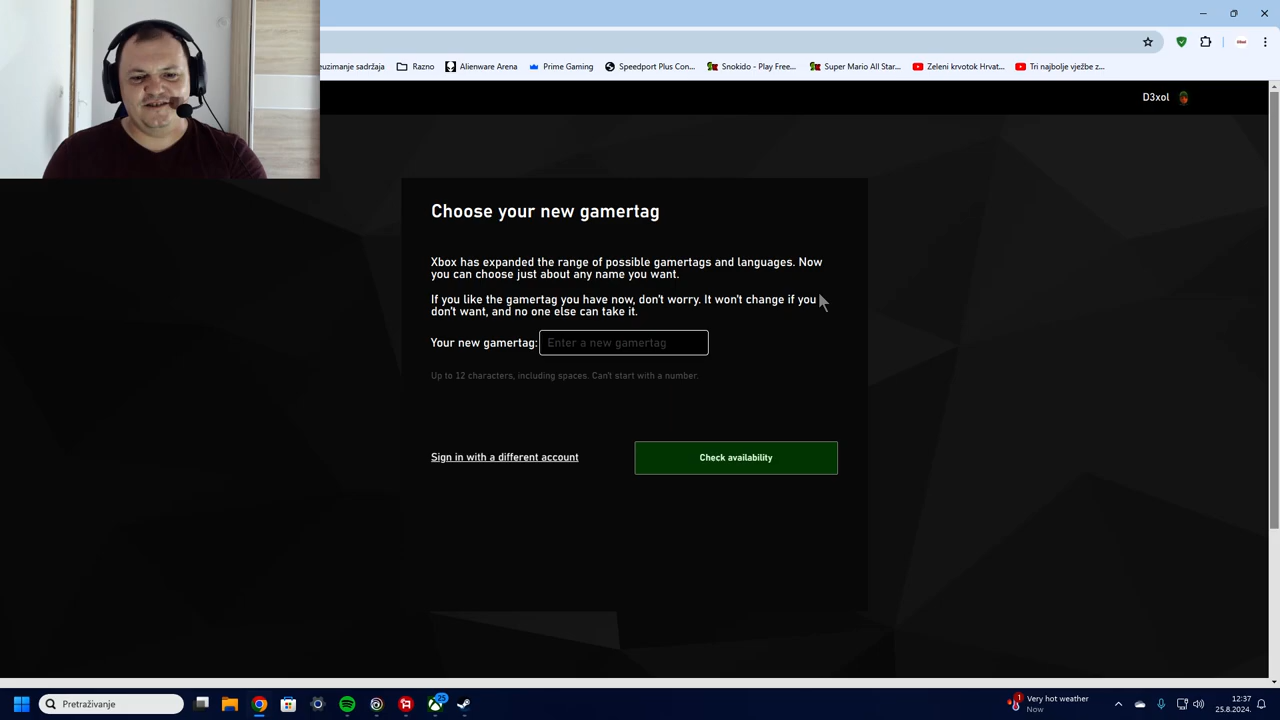 euzimanje sadržaja Razno Alienware Arena Prime Gaming Speedport Plus Con... Snokido - Play Free... Super Mario All Star... Zeleni krvotok Hrvat... Tri najbolje vježbe z...
D3xol
Choose your new gamertag
Xbox has expanded the range of possible gamertags and languages. Now
you can choose just about any name you want.
If you like the gamertag you have now, don't worry. It won't change if you
don't want, and no one else can take it.
Your new gamertag: Enter a new gamertag
Up to 12 characters, including spaces. Can't start with a number.
Sign in with a different account Check availability
Pretraživanje 25 1 Very hot weather 12:37
Now 25.8.2024.